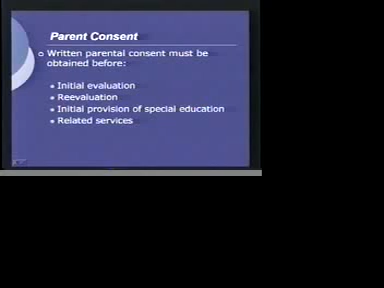 Parent Consent
Written parental consent must be
obtained before:
Initial evaluation
Reevaluation
Initial provision of special education
Related services